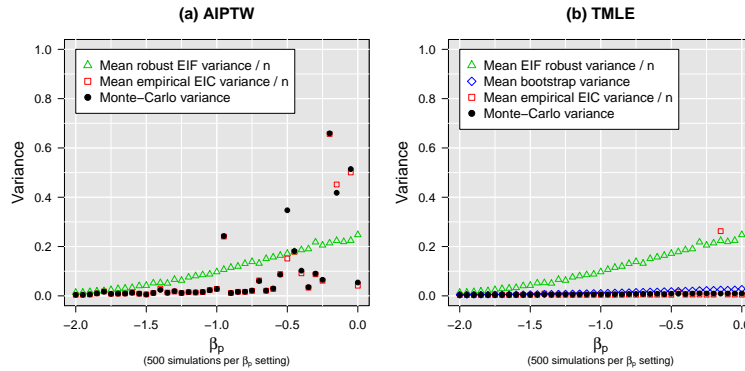 (a) AIPTW
1.0
0.8
0.6
0.4
0.2
0.0
Variance
Mean robust EIF variance / n
Mean empirical EIC variance / n
Monte−Carlo variance
−2.0 −1.5 −1.0 −0.5 0.0
βp
(500 simulations per βp setting)
(b) TMLE
1.0
0.8
0.6
0.4
0.2
0.0
Variance
Mean EIF robust variance / n
Mean bootstrap variance
Mean empirical EIC variance / n
Monte−Carlo variance
−2.0 −1.5 −1.0 −0.5 0.0
βp
(500 simulations per βp setting)